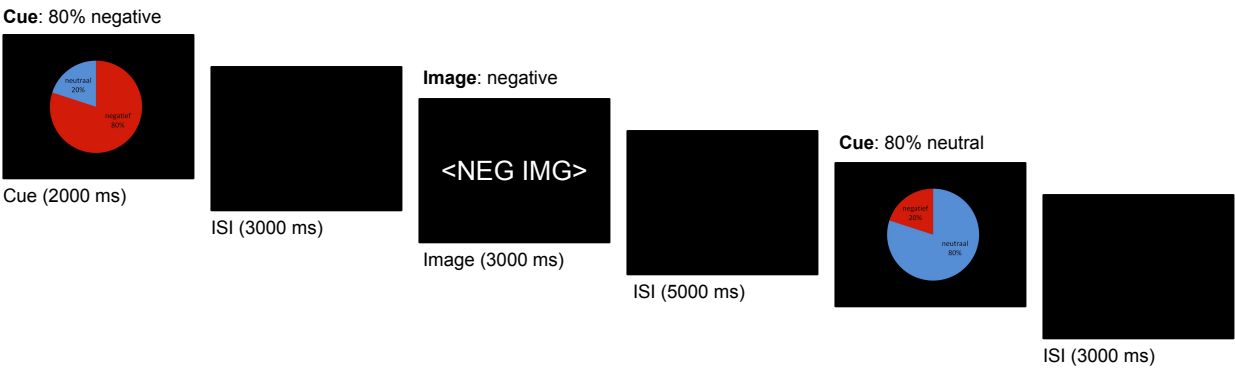 Cue: 80% negative
neutraal
20%
negatief
80%
Cue (2000 ms)
ISI (3000 ms)
Image: negative
<NEG IMG>
Image (3000 ms)
ISI (5000 ms)
Cue: 80% neutral
negatief
20%
neutraal
80%
ISI (3000 ms)